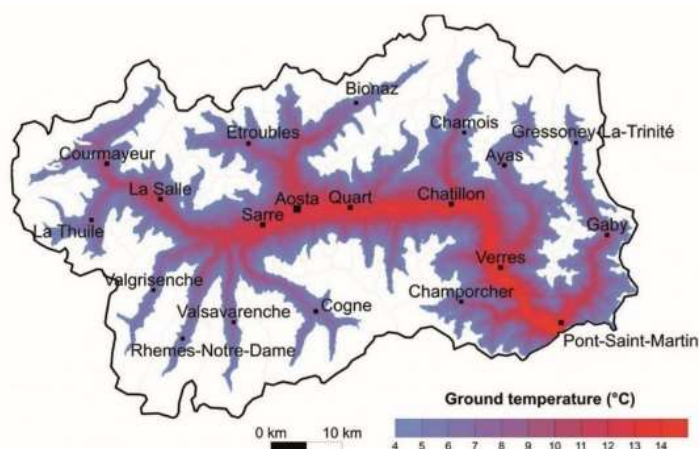 Bionaz
Etroubles
Chamois
Gressoney-La-Trinité
Courmayeur
Ayas
La Salle
Aosta
Quart
Chatillon
Sarre
La Thuile
Gaby
Verres
Valgrisenche
Champorcher
Valsavarenche
Cogne
Rhemes-Notre-Dame
Pont-Saint-Martin
Ground temperature (°C)
0 km 10 km
4 5 6 7 8 9 10 11 12 13 14